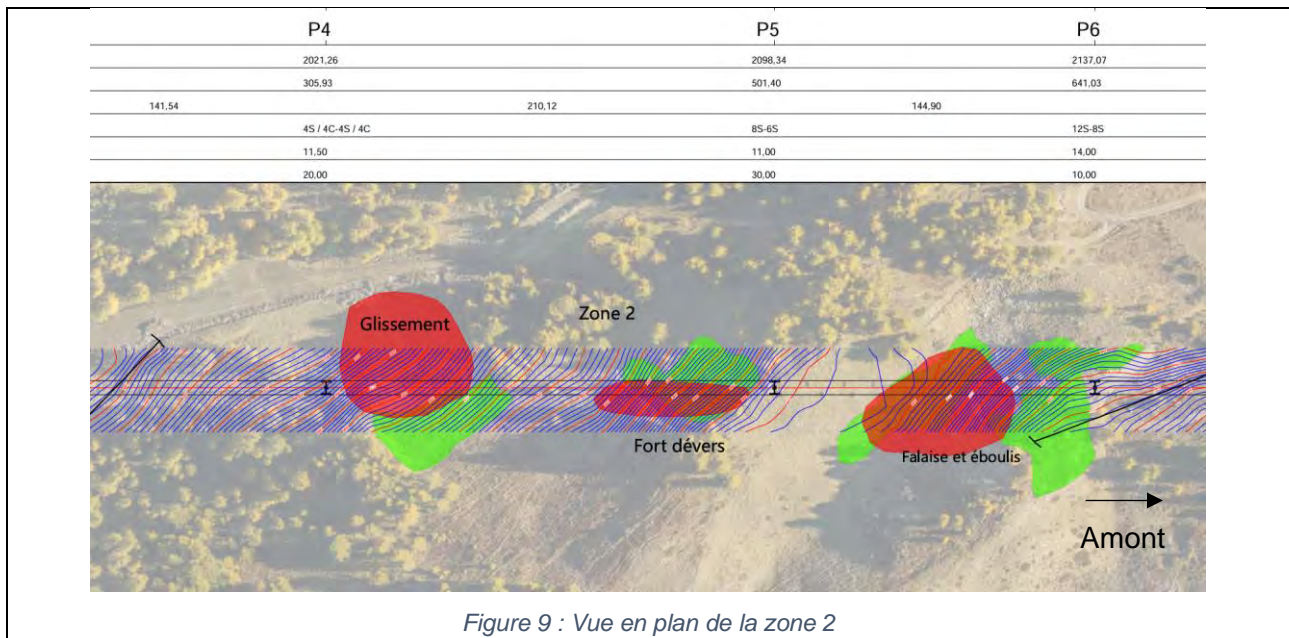 P4 P5 P6
2021,26 2098,34 2137,07
305,93 501,40 641,03
141,54 210,12 144,90
4S / 4C-4S / 4C 8S-6S 12S-8S
11,50 11,00 14,00
20,00 30,00 10,00
Glissement Zone 2
Fort dévers Falaise et éboulis
Amont
Figure 9 : Vue en plan de la zone 2